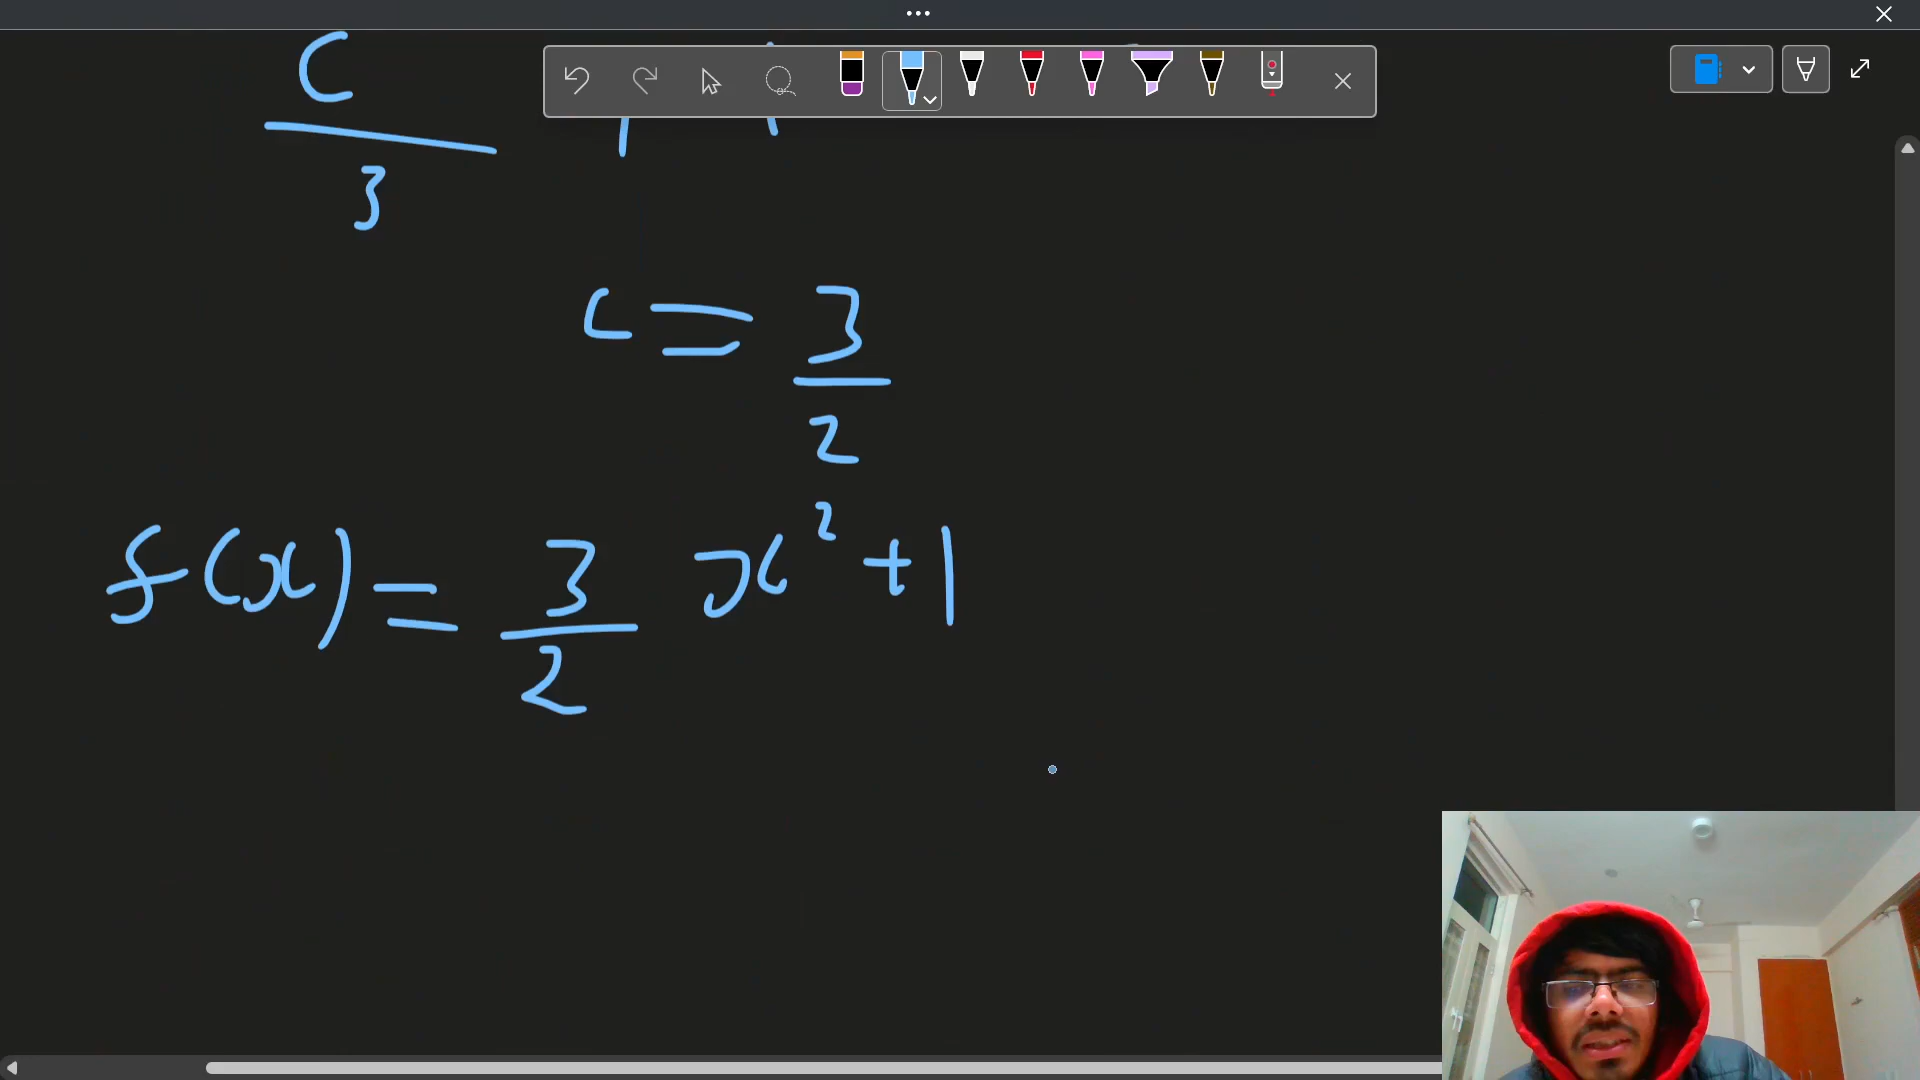 C
3
c = 3/2
f(x) = 3/2 x² + 1